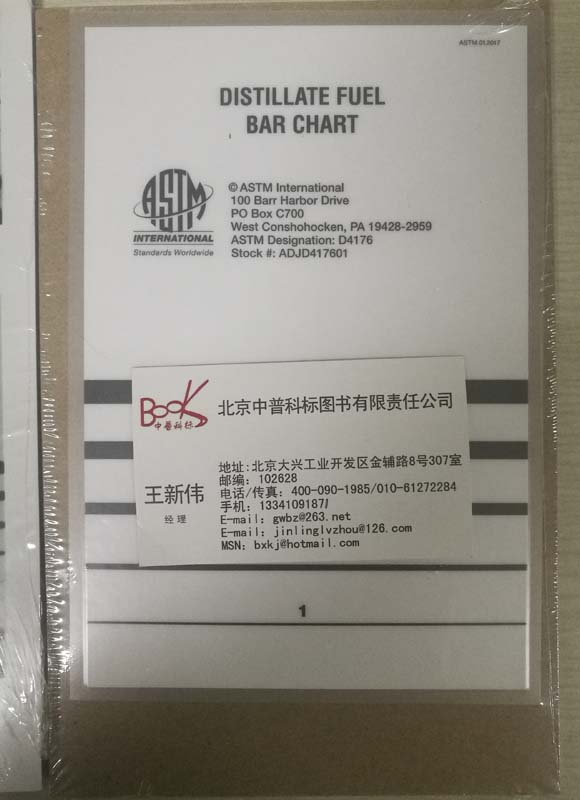 ASTM 01.2017
DISTILLATE FUEL
BAR CHART
ASTM
INTERNATIONAL
Standards Worldwide
© ASTM International
100 Barr Harbor Drive
PO Box C700
West Conshohocken, PA 19428-2959
ASTM Designation: D4176
Stock #: ADJD417601
BooKS
中普科标
北京中普科标图书有限责任公司
王新伟
经理
地址:北京大兴工业开发区金辅路8号307室
邮编: 102628
电话/传真: 400-090-1985/010-61272284
手机: 13341091871
E-mail: gwbz@263.net
E-mail: jinlinglvzhou@126.com
MSN: bxkj@hotmail.com
1